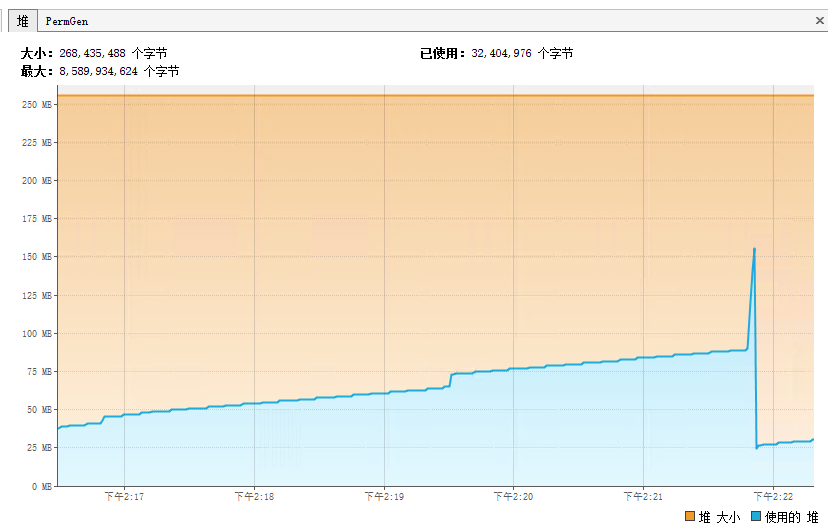 堆 PermGen ×
大小: 268,435,488 个字节 已使用: 32,404,976 个字节
最大: 8,589,934,624 个字节
250 MB
225 MB
200 MB
175 MB
150 MB
125 MB
100 MB
75 MB
50 MB
25 MB
0 MB
下午2:17 下午2:18 下午2:19 下午2:20 下午2:21 下午2:22
堆 大小 使用的 堆